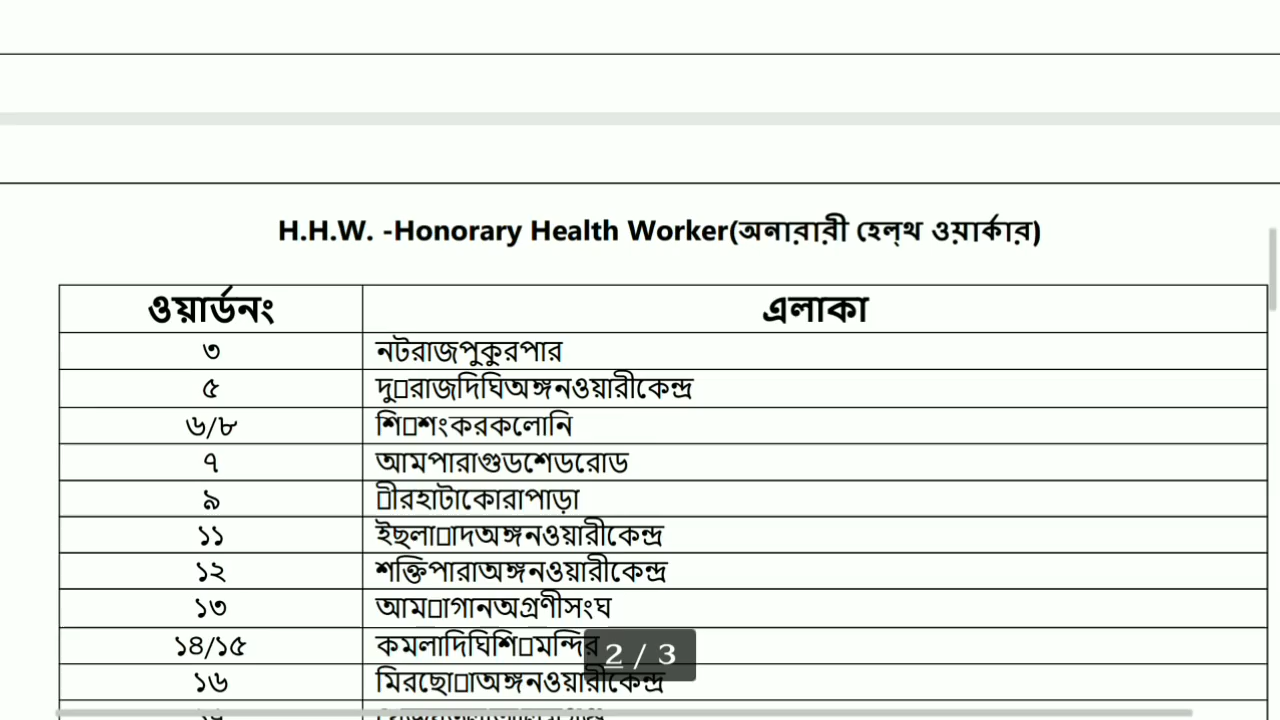 H.H.W. -Honorary Health Worker(অনারারী হেল্থ ওয়ার্কার)
ওয়ার্ডনং এলাকা
৩ নটরাজপুকুরপার
৫ দু□রাজদিঘিঅঙ্গনওয়ারীকেন্দ্র
৬/৮ শি□শংকরকলোনি
৭ আমপারাগুডশেডরোড
৯ □ীরহাটাকোরাপাড়া
১১ ইছলা□াদঅঙ্গনওয়ারীকেন্দ্র
১২ শক্তিপারাঅঙ্গনওয়ারীকেন্দ্র
১৩ আম□াগানঅগ্রণীসংঘ
১৪/১৫ কমলাদিঘিশি□মন্দির
2 / 3
১৬ মিরছো□াঅঙ্গনওয়ারীকেন্দ্র